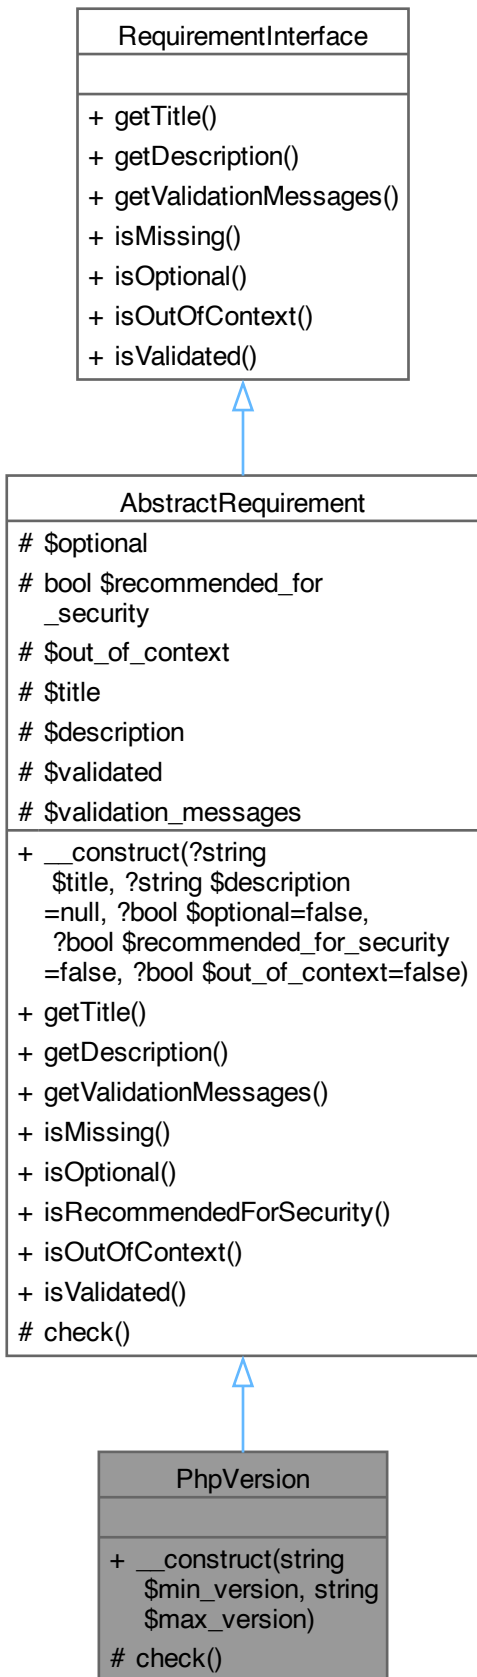 RequirementInterface
+ getTitle()
+ getDescription()
+ getValidationMessages()
+ isMissing()
+ isOptional()
+ isOutOfContext()
+ isValidated()
AbstractRequirement
# $optional
# bool $recommended_for
_security
# $out_of_context
# $title
# $description
# $validated
# $validation_messages
+ __construct(?string
$title, ?string $description
=null, ?bool $optional=false,
?bool $recommended_for_security
=false, ?bool $out_of_context=false)
+ getTitle()
+ getDescription()
+ getValidationMessages()
+ isMissing()
+ isOptional()
+ isRecommendedForSecurity()
+ isOutOfContext()
+ isValidated()
# check()
PhpVersion
+ __construct(string
$min_version, string
$max_version)
# check()